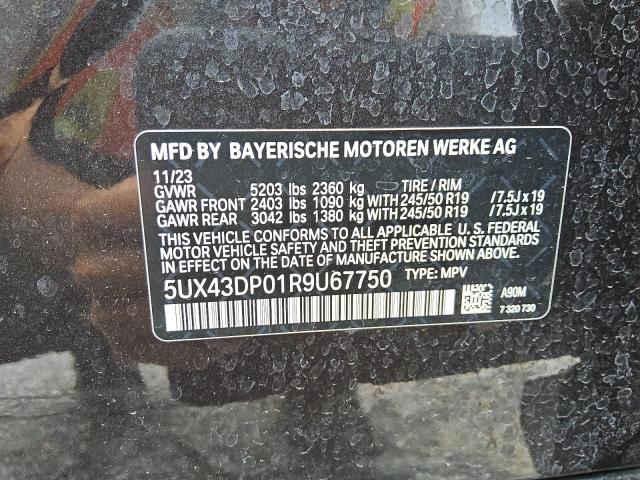 MFD BY BAYERISCHE MOTOREN WERKE AG
11/23
GVWR 5203 lbs 2360 kg TIRE / RIM
GAWR FRONT 2403 lbs 1090 kg WITH 245/50 R19 /7.5J x 19
GAWR REAR 3042 lbs 1380 kg WITH 245/50 R19 /7.5J x 19
THIS VEHICLE CONFORMS TO ALL APPLICABLE U. S. FEDERAL
MOTOR VEHICLE SAFETY AND THEFT PREVENTION STANDARDS
IN EFFECT ON THE DATE OF MANUFACTURE SHOWN ABOVE.
5UX43DP01R9U67750 TYPE: MPV
A90M
7 320 730